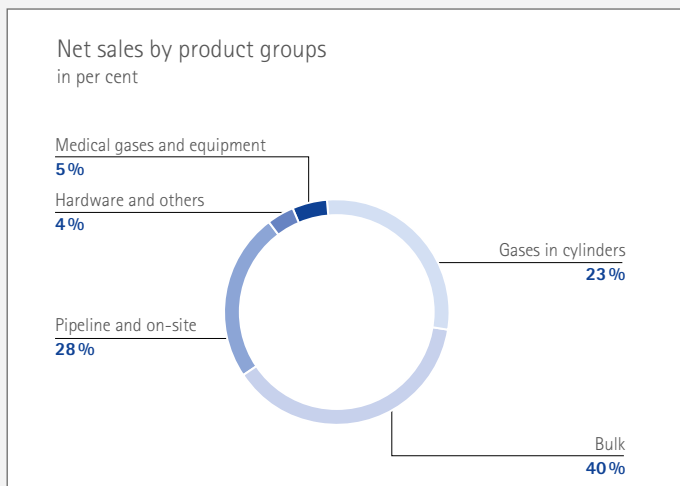 Net sales by product groups
in per cent
Medical gases and equipment
5 %
Hardware and others
4 %
Gases in cylinders
23 %
Pipeline and on-site
28 %
Bulk
40 %